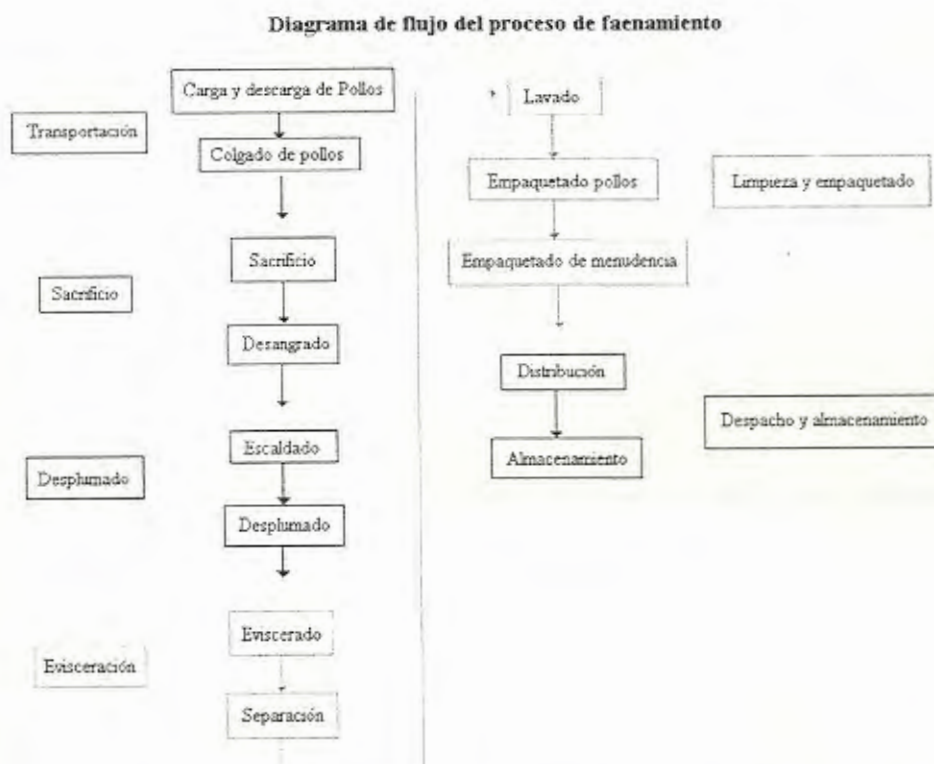 Diagrama de flujo del proceso de faenamiento
Carga y descarga de Pollos
Transportación
Colgado de pollos
Sacrificio
Sacrificio
Desangrado
Escaldado
Desplumado
Desplumado
Eviscerado
Evisceración
Separación
Lavado
Empaquetado pollos
Limpieza y empaquetado
Empaquetado de menudencia
Distribución
Despacho y almacenamiento
Almacenamiento